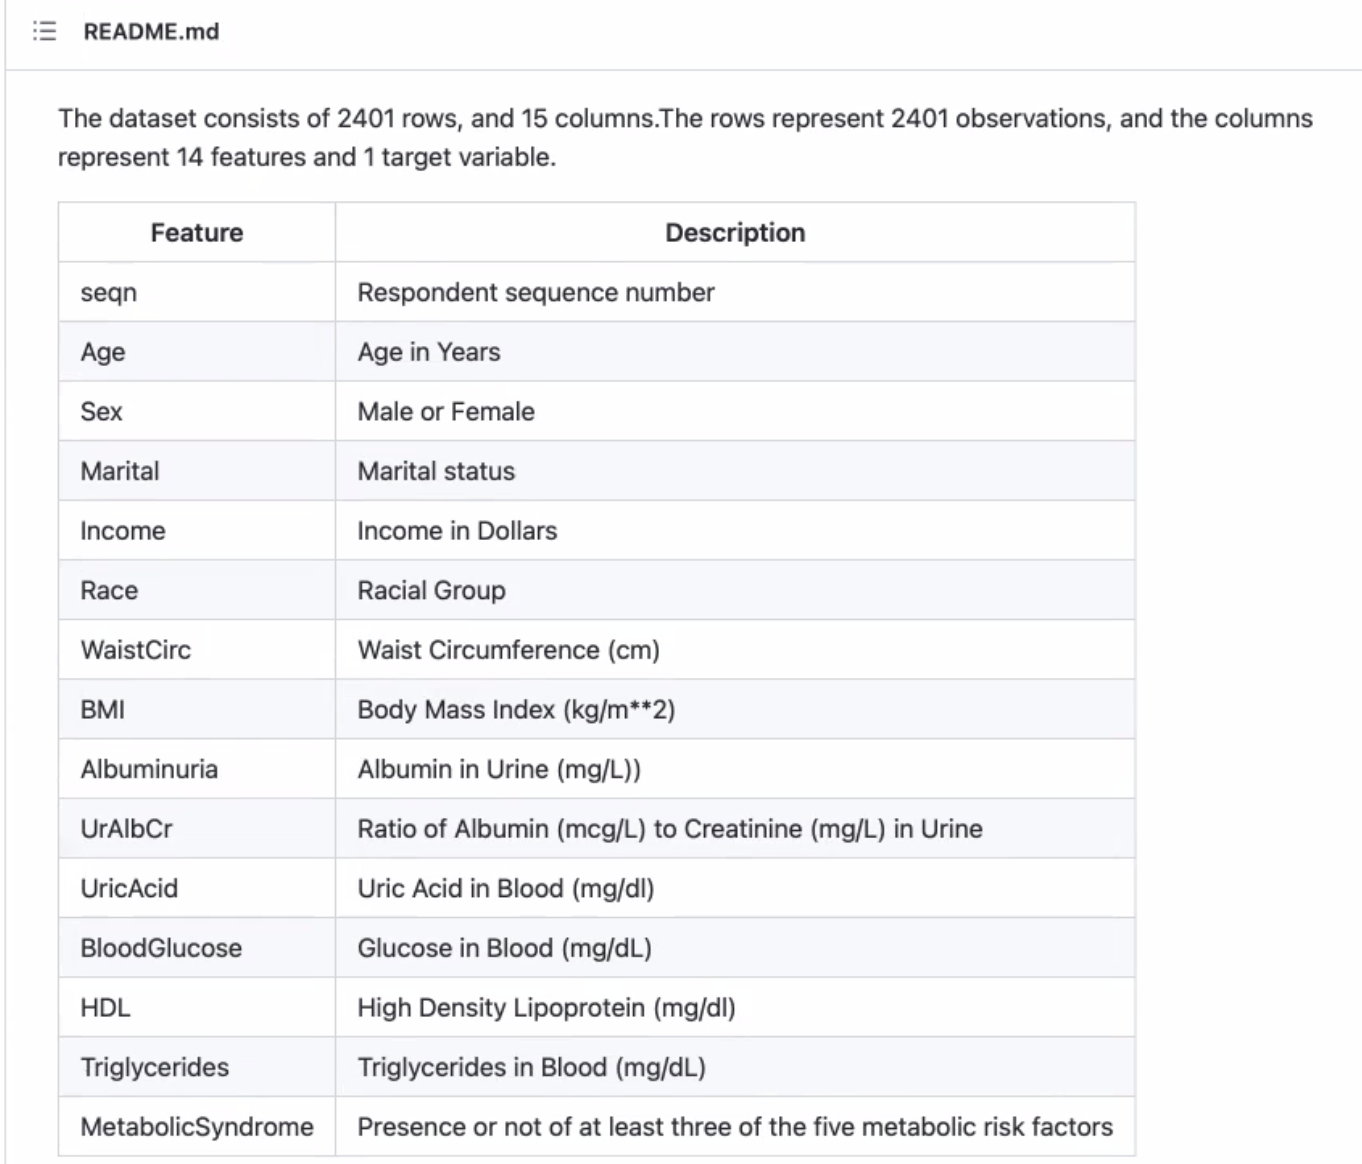 README.md
The dataset consists of 2401 rows, and 15 columns.The rows represent 2401 observations, and the columns
represent 14 features and 1 target variable.
Feature Description
seqn Respondent sequence number
Age Age in Years
Sex Male or Female
Marital Marital status
Income Income in Dollars
Race Racial Group
WaistCirc Waist Circumference (cm)
BMI Body Mass Index (kg/m**2)
Albuminuria Albumin in Urine (mg/L))
UrAlbCr Ratio of Albumin (mcg/L) to Creatinine (mg/L) in Urine
UricAcid Uric Acid in Blood (mg/dl)
BloodGlucose Glucose in Blood (mg/dL)
HDL High Density Lipoprotein (mg/dl)
Triglycerides Triglycerides in Blood (mg/dL)
MetabolicSyndrome Presence or not of at least three of the five metabolic risk factors